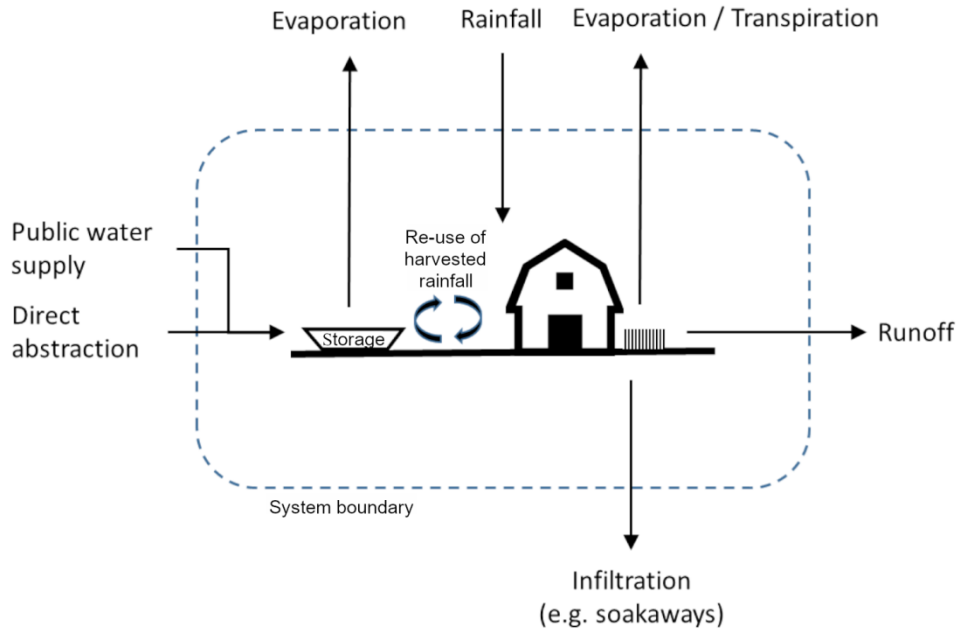 Evaporation
Rainfall
Evaporation / Transpiration
Public water
supply
Direct
abstraction
Re-use of
harvested
rainfall
Storage
Runoff
System boundary
Infiltration
(e.g. soakaways)